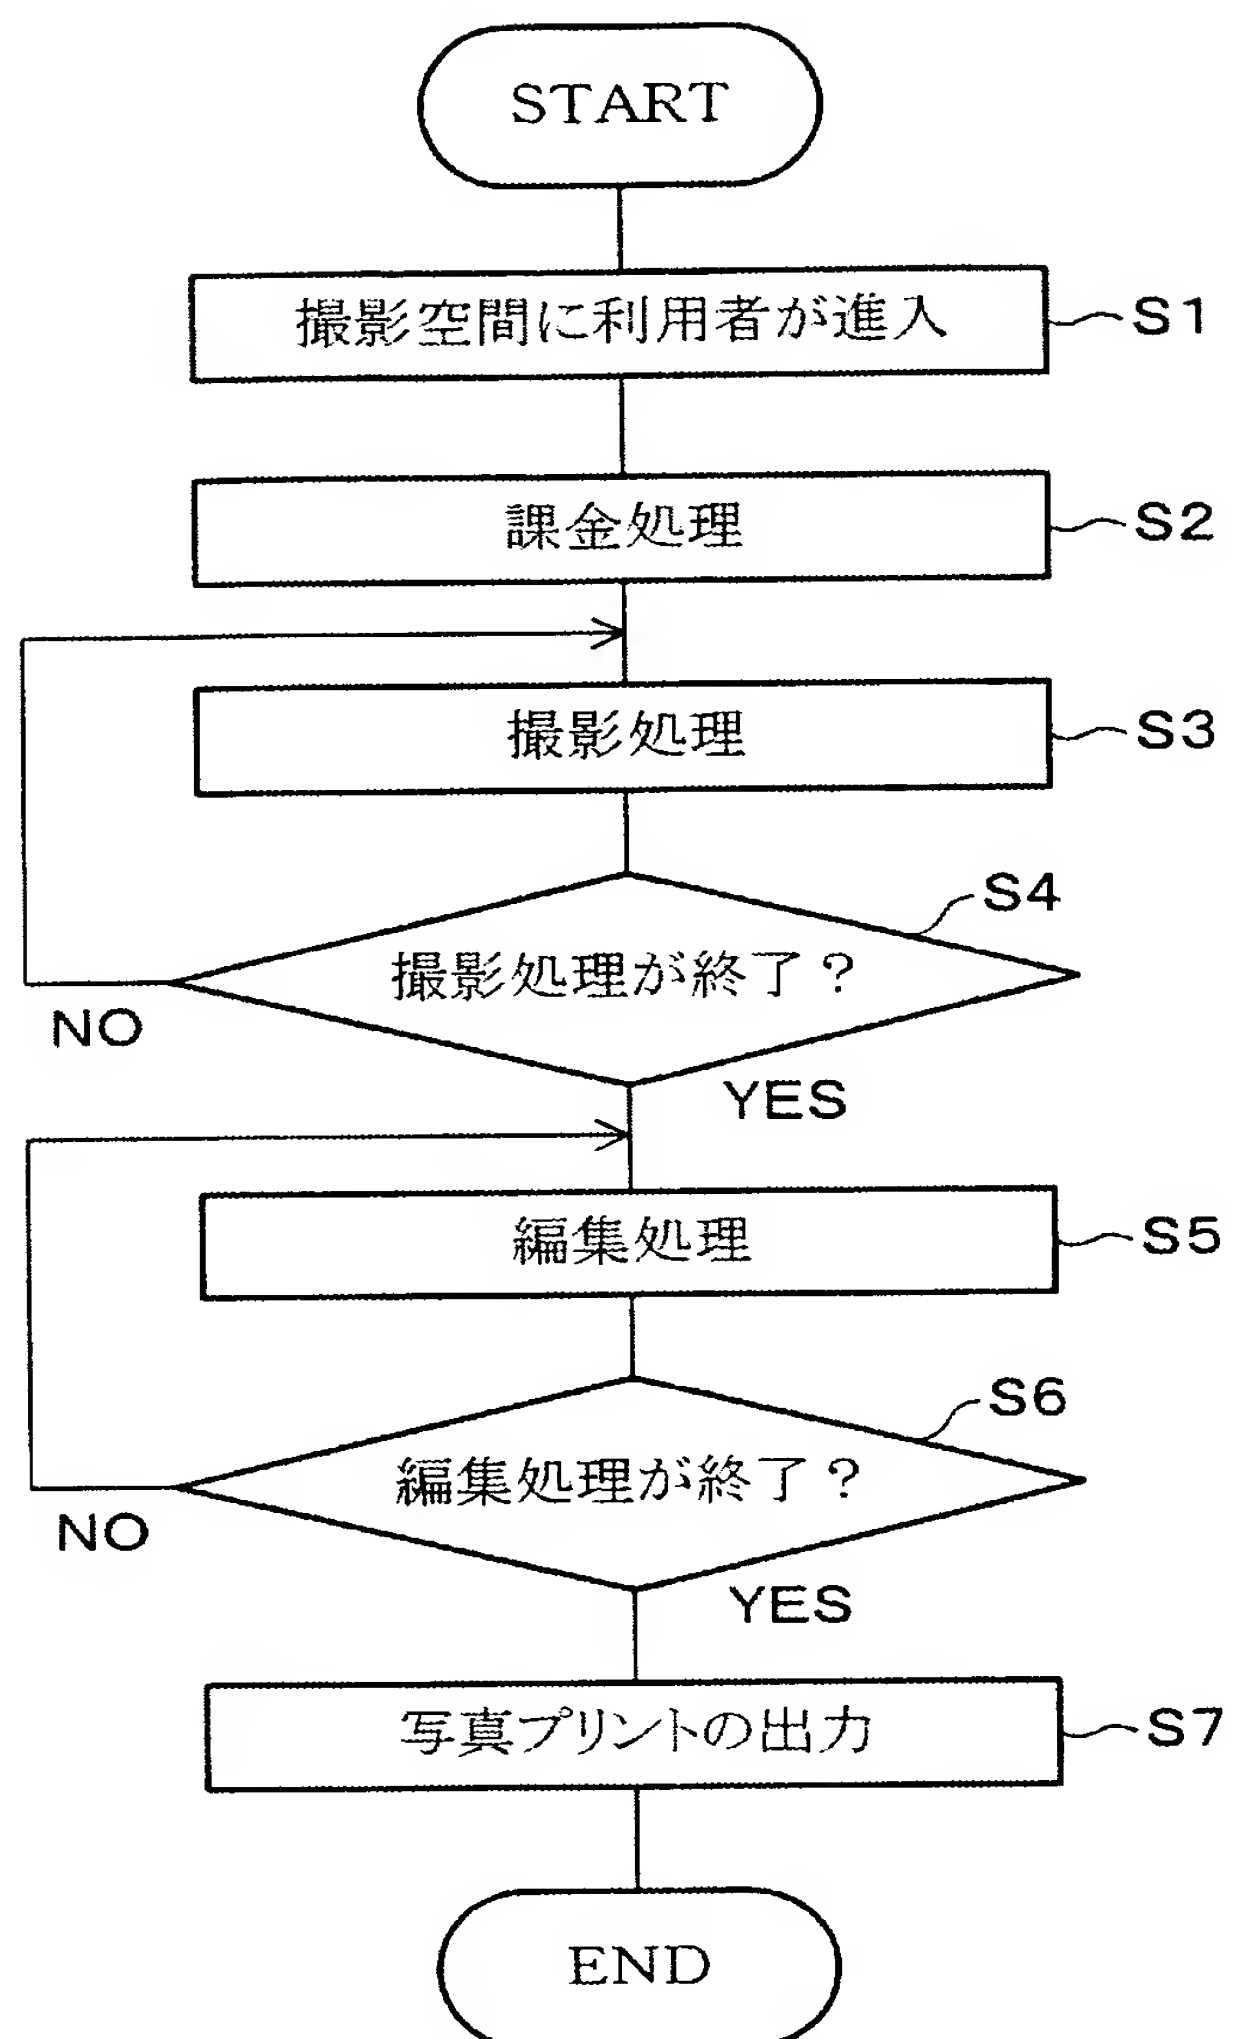 START
撮影空間に利用者が進入
S1
課金処理
S2
撮影処理
S3
S4
撮影処理が終了？
NO
YES
編集処理
S5
S6
編集処理が終了？
NO
YES
写真プリントの出力
S7
END